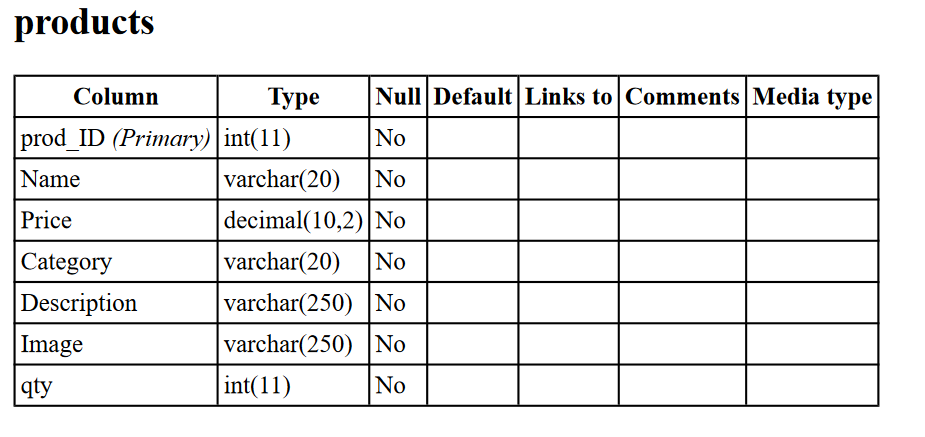 products
Column Type Null Default Links to Comments Media type
prod_ID (Primary) int(11) No
Name varchar(20) No
Price decimal(10,2) No
Category varchar(20) No
Description varchar(250) No
Image varchar(250) No
qty int(11) No